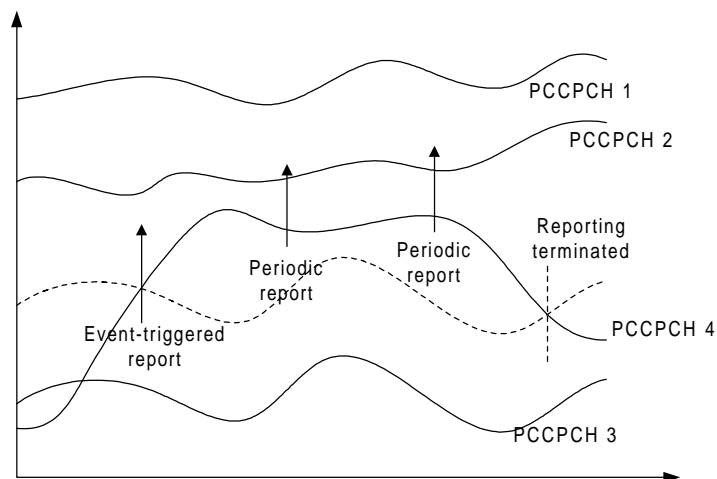 PCCPCH 1
PCCPCH 2
Reporting
terminated
Periodic
report
Periodic
report
Event-triggered
report
PCCPCH 4
PCCPCH 3